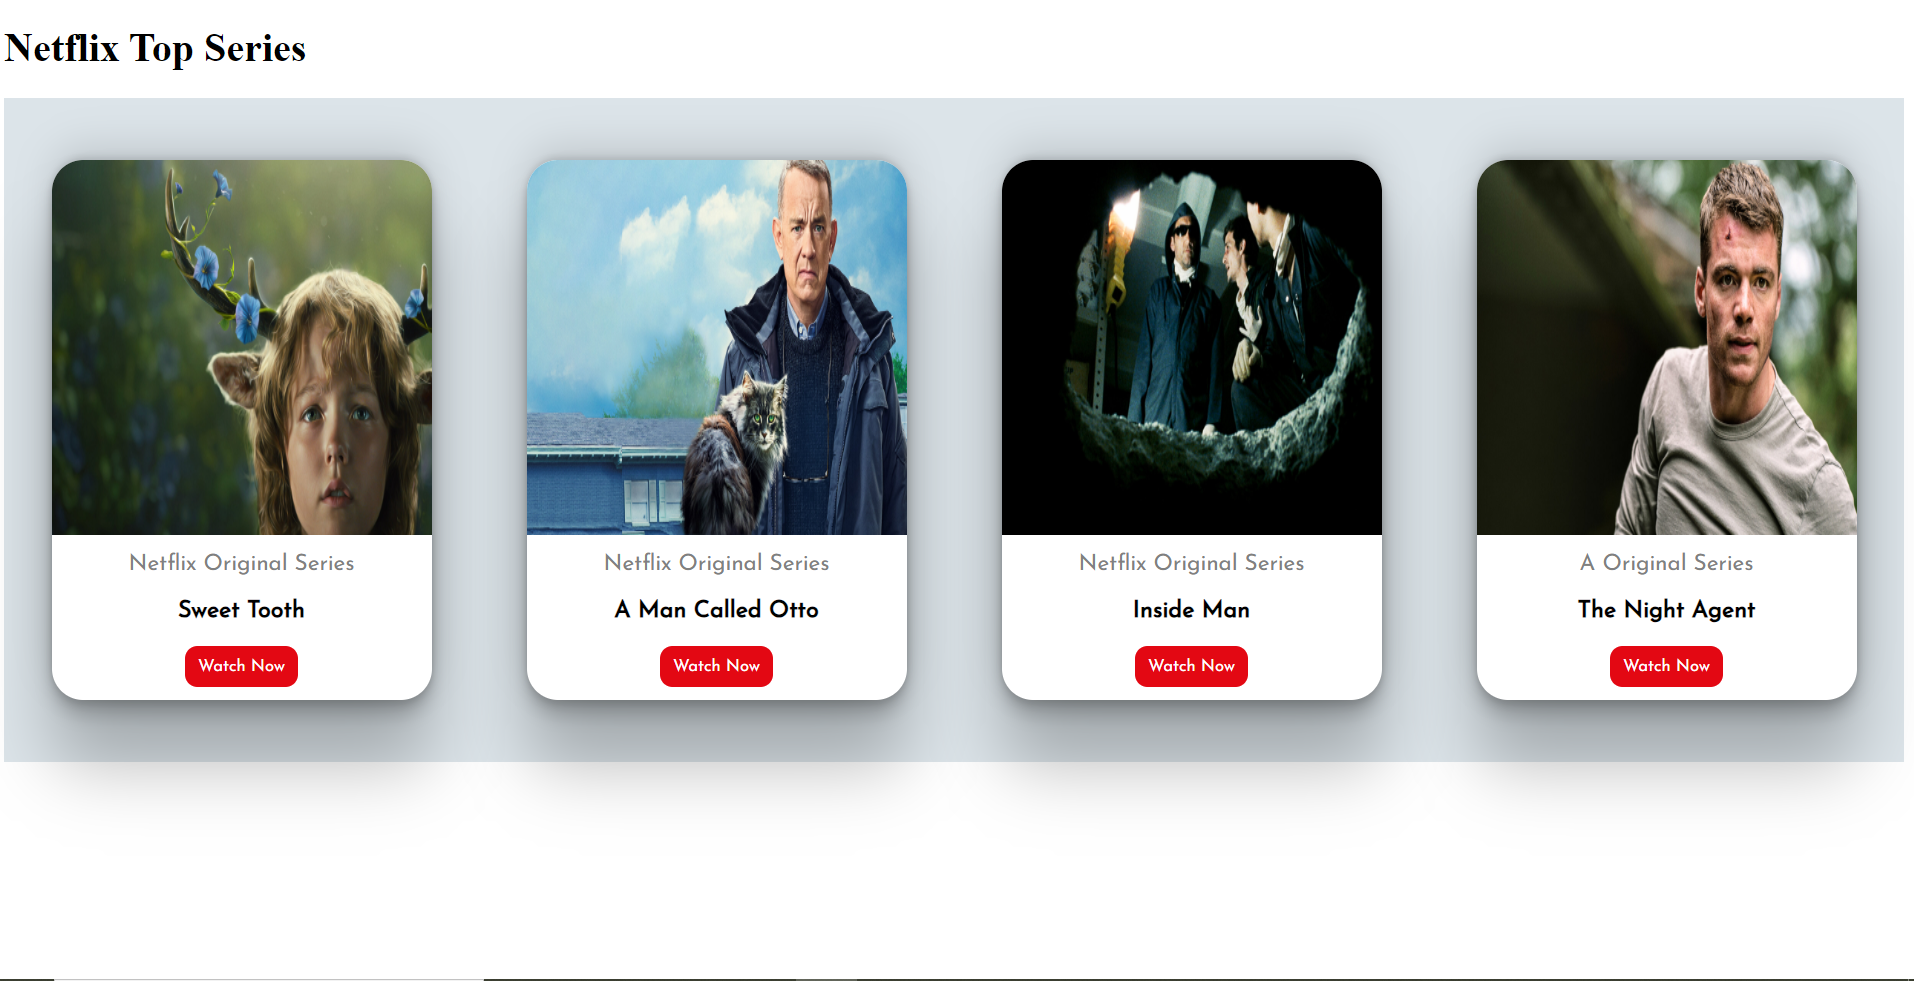 Netflix Top Series
Netflix Original Series
Sweet Tooth
Watch Now
Netflix Original Series
A Man Called Otto
Watch Now
Netflix Original Series
Inside Man
Watch Now
A Original Series
The Night Agent
Watch Now